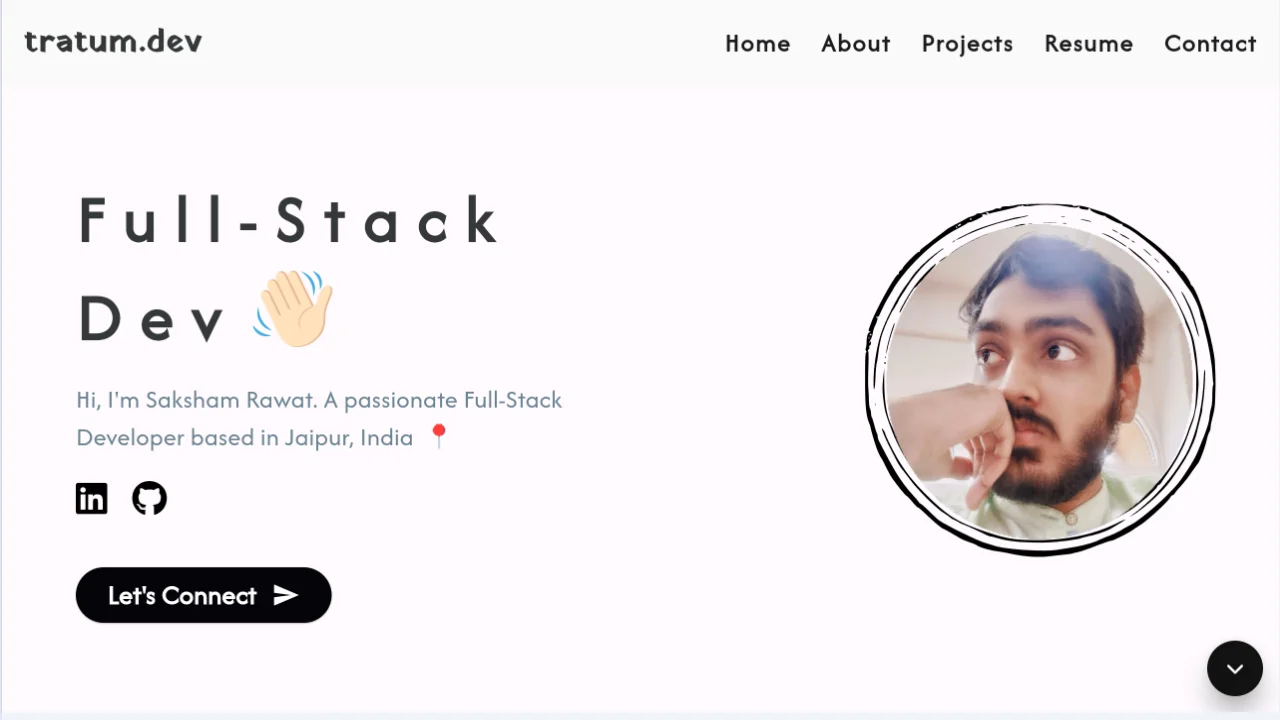 tratum.dev
Home About Projects Resume Contact
Full-Stack
Dev 👋🏻
Hi, I'm Saksham Rawat. A passionate Full-Stack
Developer based in Jaipur, India 📍
in
Let's Connect